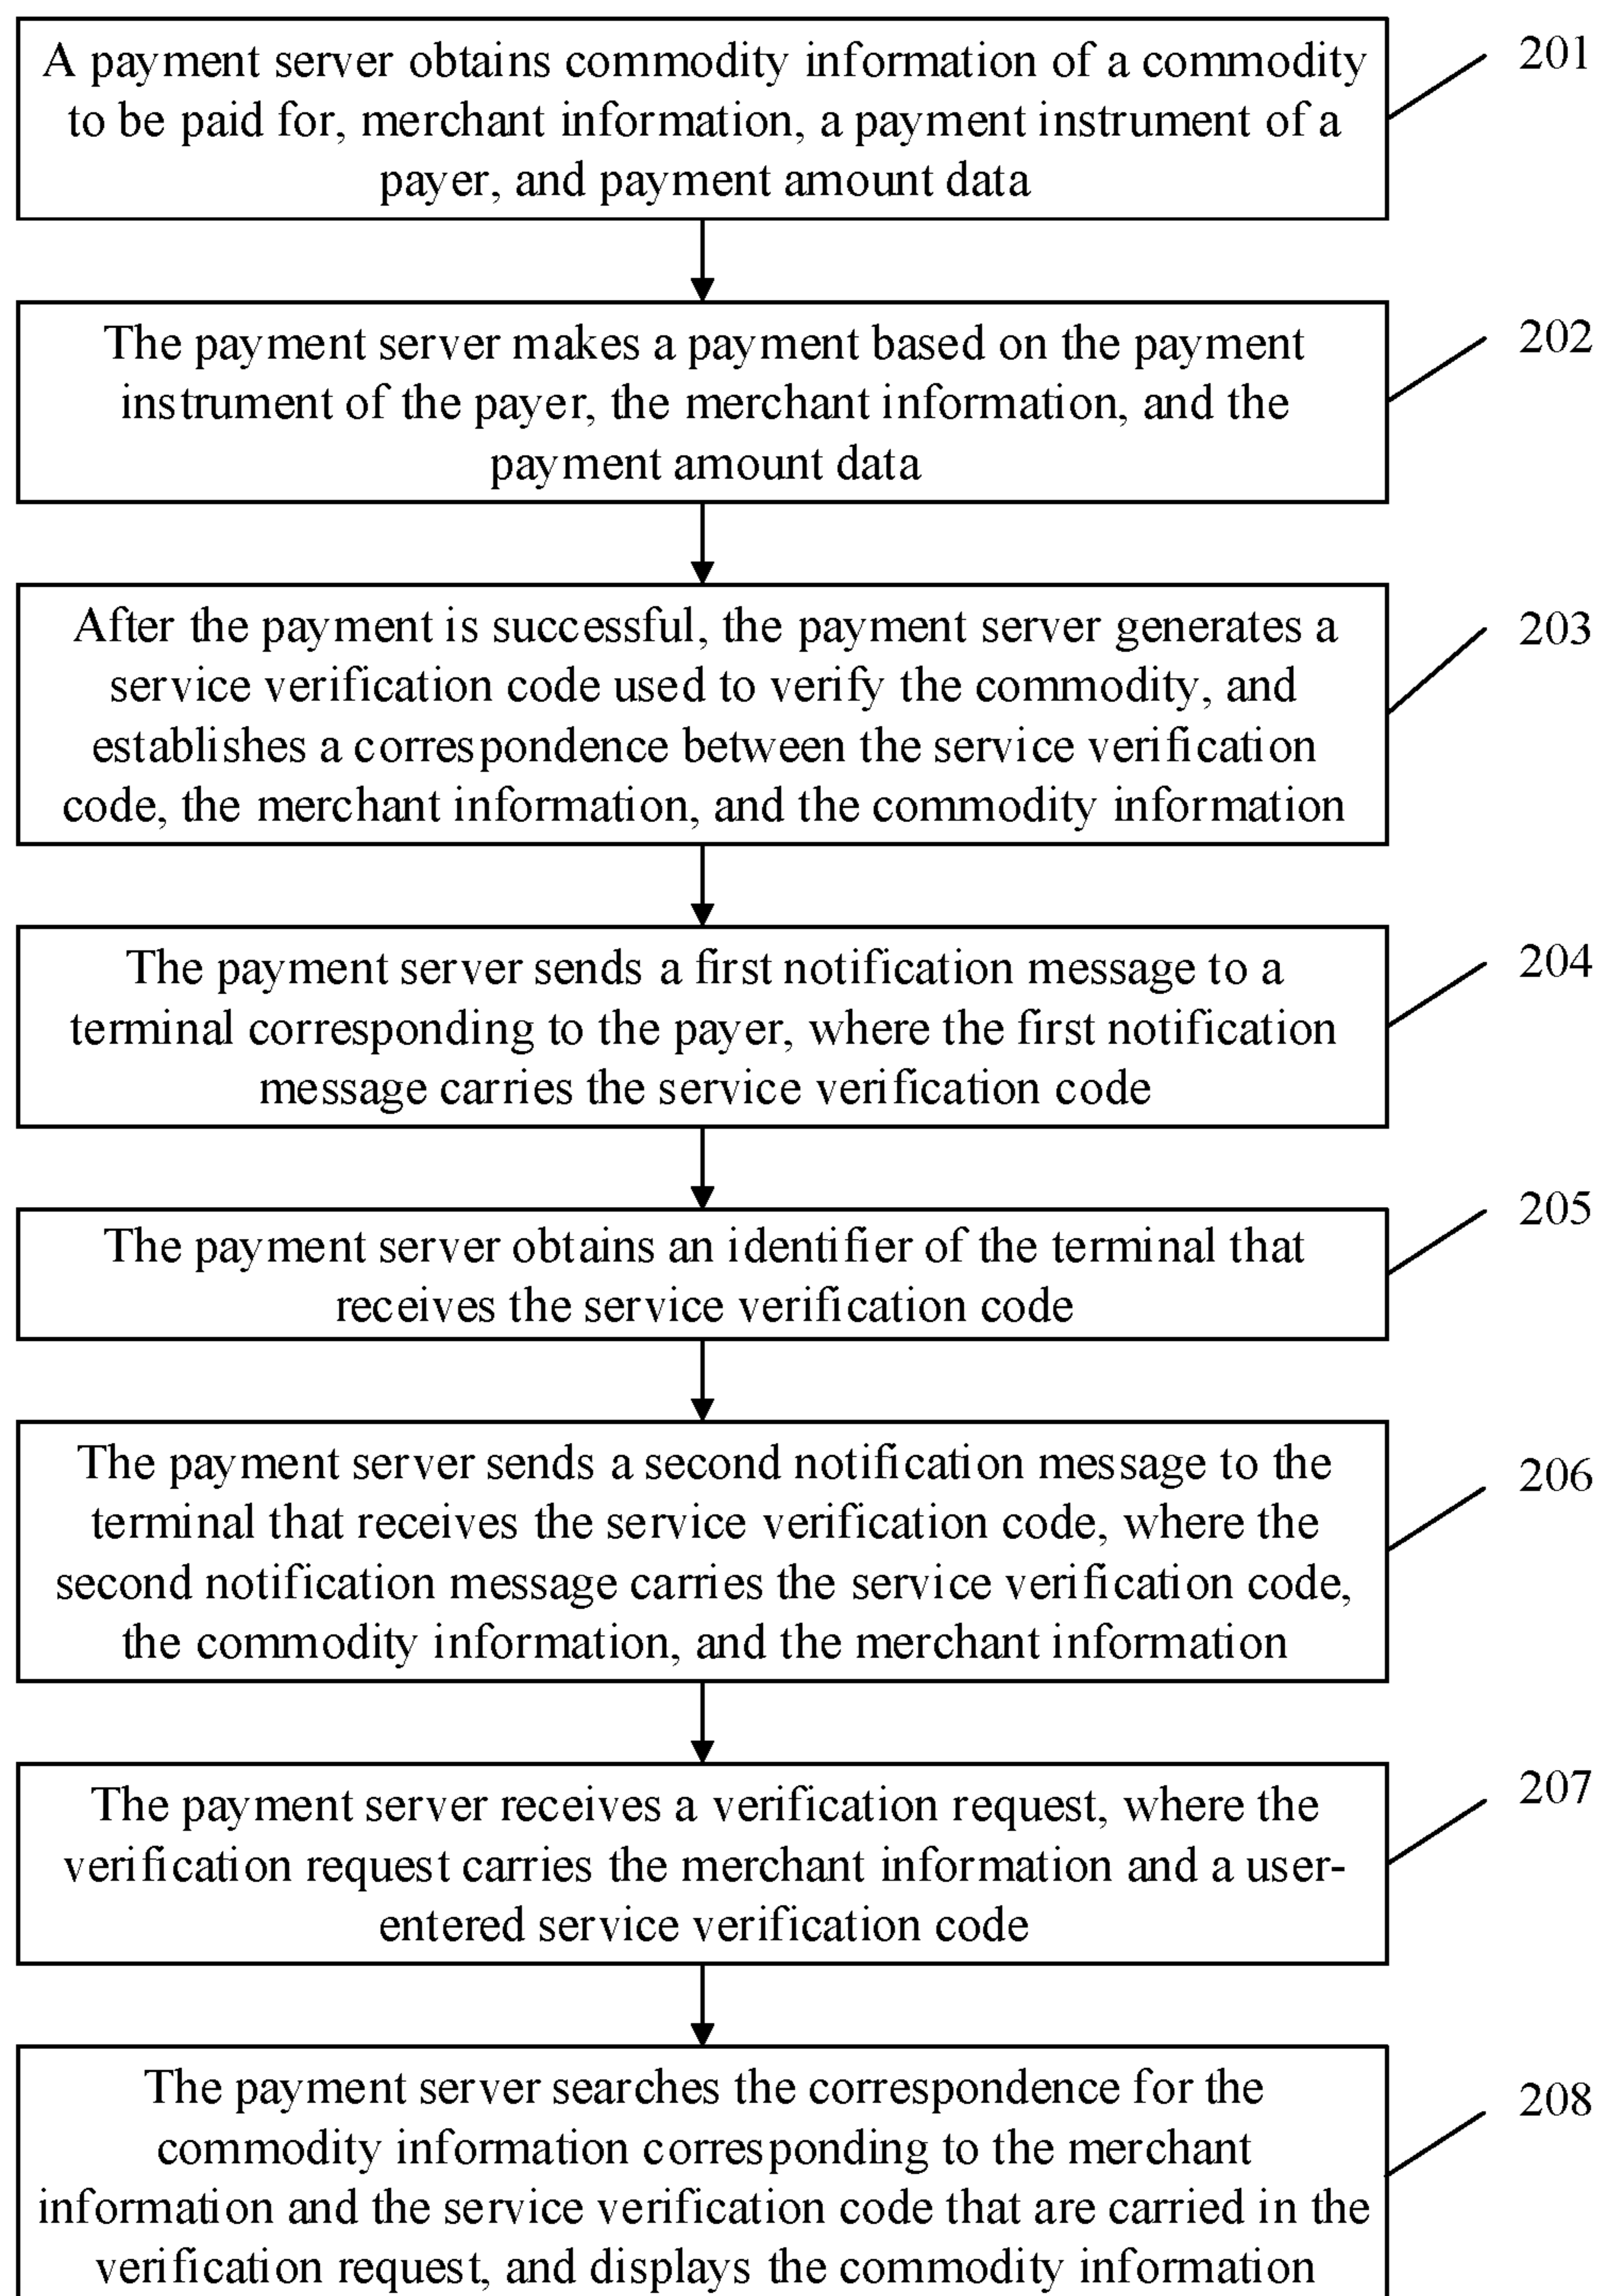 A payment server obtains commodity information of a commodity
to be paid for, merchant information, a payment instrument of a
payer, and payment amount data
201
The payment server makes a payment based on the payment
instrument of the payer, the merchant information, and the
payment amount data
202
After the payment is successful, the payment server generates a
service verification code used to verify the commodity, and
establishes a correspondence between the service verification
code, the merchant information, and the commodity information
203
The payment server sends a first notification message to a
terminal corresponding to the payer, where the first notification
message carries the service verification code
204
The payment server obtains an identifier of the terminal that
receives the service verification code
205
The payment server sends a second notification message to the
terminal that receives the service verification code, where the
second notification message carries the service verification code,
the commodity information, and the merchant information
206
The payment server receives a verification request, where the
verification request carries the merchant information and a user-
entered service verification code
207
The payment server searches the correspondence for the
commodity information corresponding to the merchant
information and the service verification code that are carried in the
verification request, and displays the commodity information
208